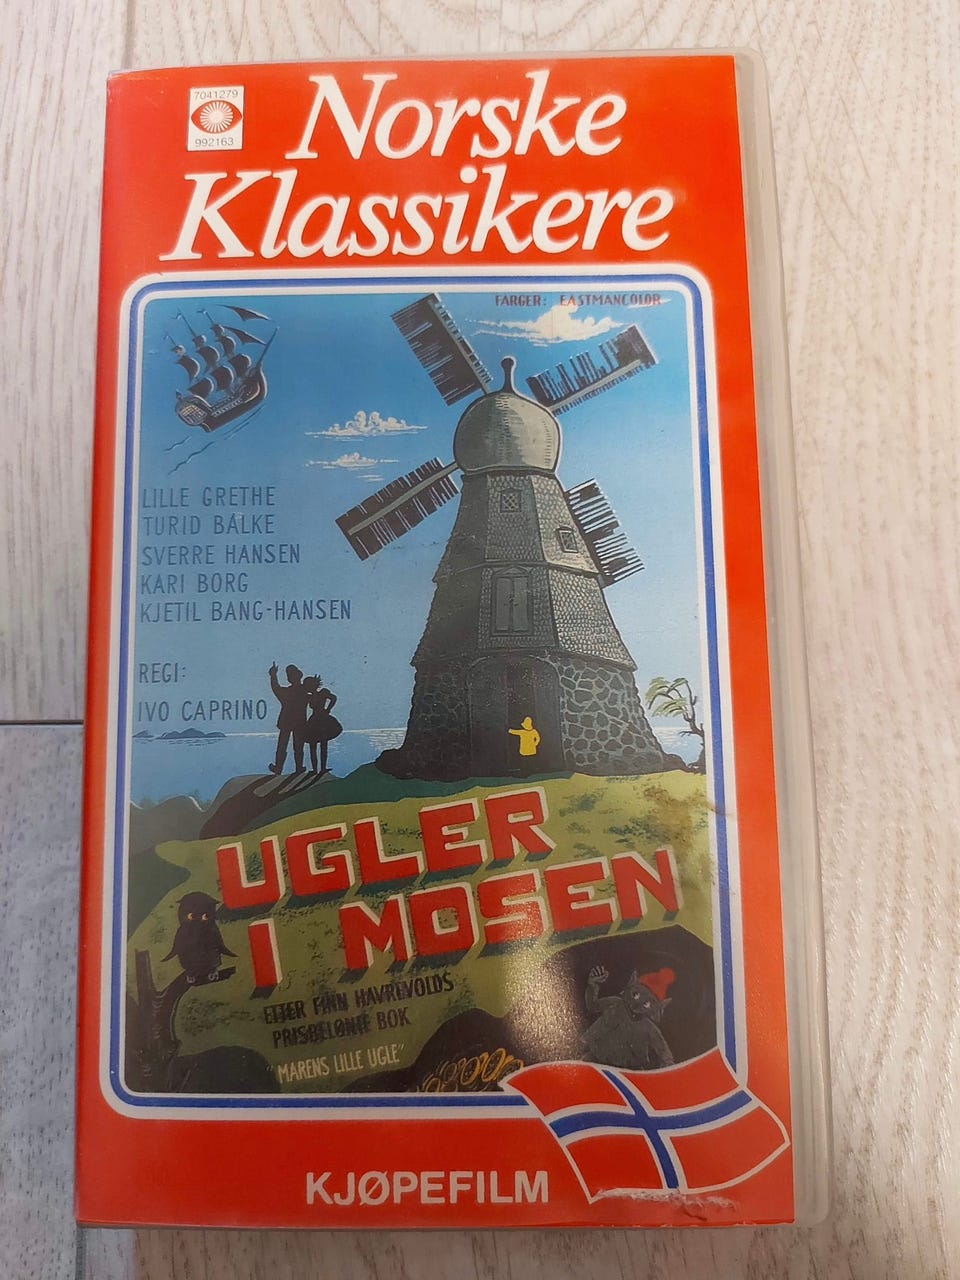 7041279
992163
Norske
Klassikere
FARGER: EASTMANCOLOR
LILLE GRETHE
TURID BALKE
SVERRE HANSEN
KARI BORG
KJETIL BANG-HANSEN
REGI:
IVO CAPRINO
UGLER
I MOSEN
ETTER FINN HAVREVOLDS
PRISBELØNTE BOK
"MARENS LILLE UGLE"
KJØPEFILM